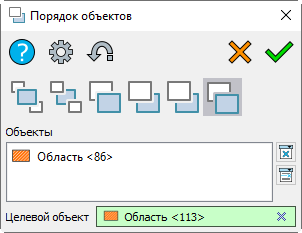 Порядок объектов
Объекты
Область <86>
Целевой объект
Область <113>